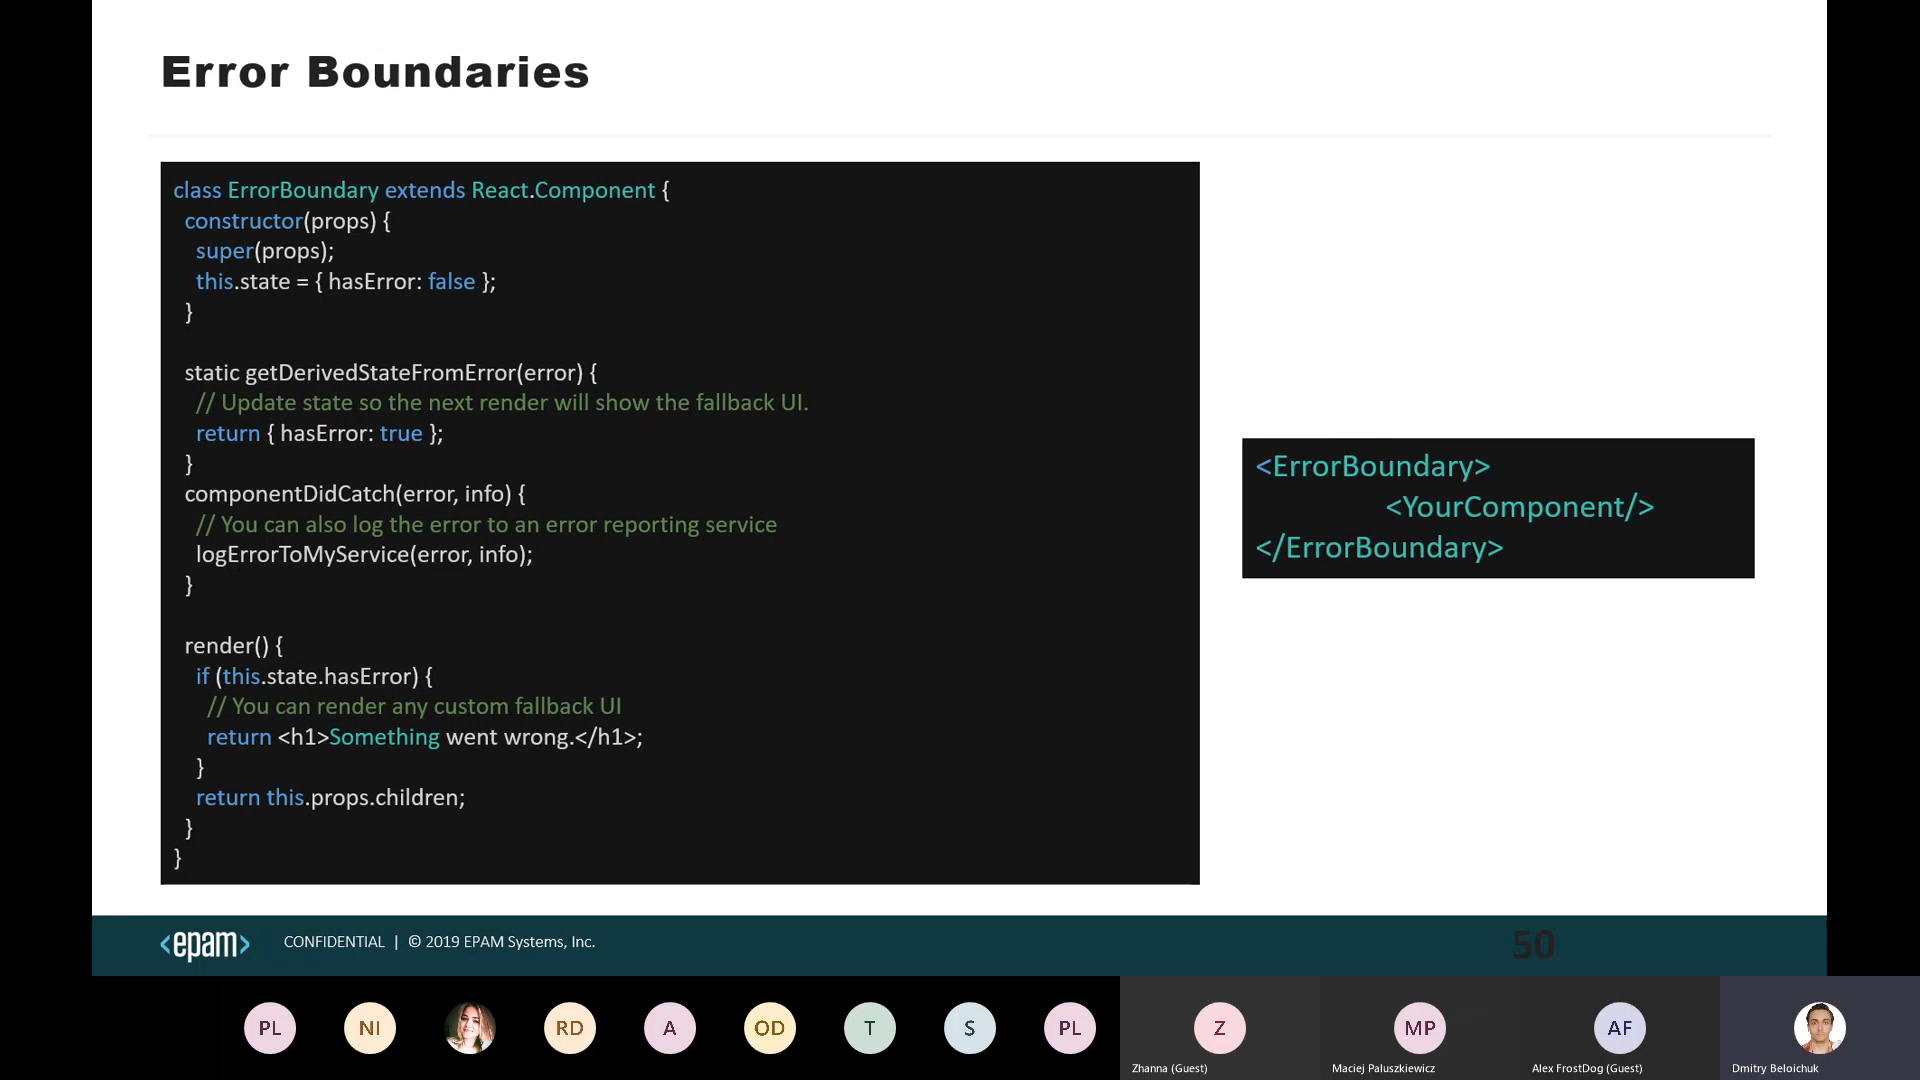 Error Boundaries
class ErrorBoundary extends React.Component {
constructor(props) {
super(props);
this.state = { hasError: false };
}
static getDerivedStateFromError(error) {
// Update state so the next render will show the fallback UI.
return { hasError: true };
}
componentDidCatch(error, info) {
// You can also log the error to an error reporting service
logErrorToMyService(error, info);
}
render() {
if (this.state.hasError) {
// You can render any custom fallback UI
return <h1>Something went wrong.</h1>;
}
return this.props.children;
}
}
<ErrorBoundary>
<YourComponent/>
</ErrorBoundary>
<epam> CONFIDENTIAL | © 2019 EPAM Systems, Inc. 50
PL NI RD A OD T S PL Z MP AF
Zhanna (Guest) Maciej Paluszkiewicz Alex FrostDog (Guest) Dmitry Beloichuk